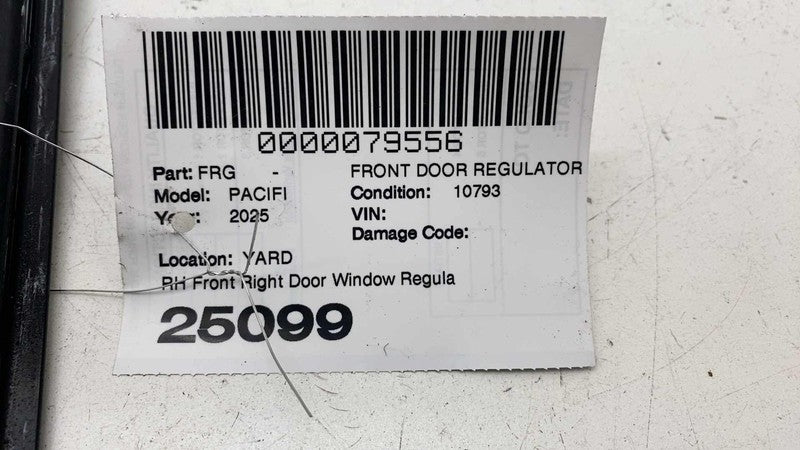 0000079556
Part: FRG - FRONT DOOR REGULATOR
Model: PACIFI Condition: 10793
Year: 2025 VIN:
Damage Code:
Location: YARD
RH Front Right Door Window Regula
25099